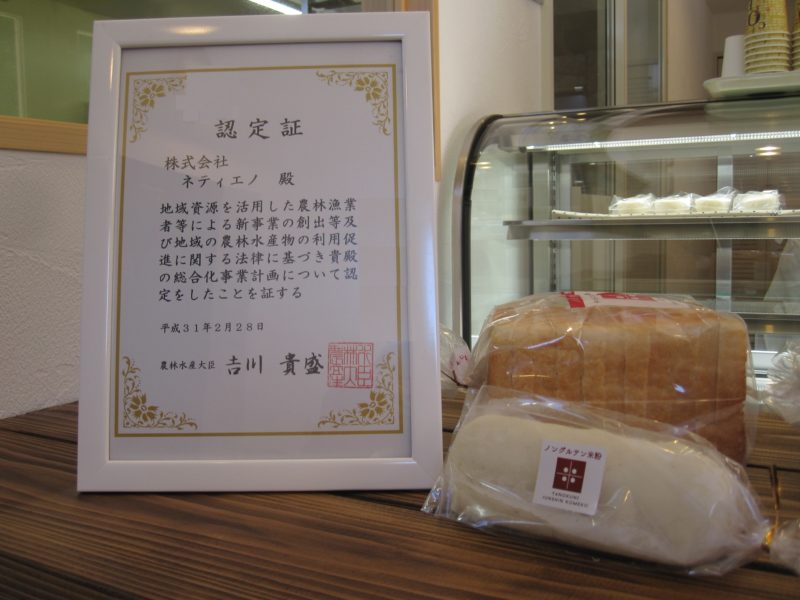 認定証
株式会社
ネティエノ 殿
地域資源を活用した農林漁業
者等による新事業の創出等及
び地域の農林水産物の利用促
進に関する法律に基づき貴殿
の総合化事業計画について認
定をしたことを証する
平成31年2月28日
農林水産大臣 吉川 貴盛
ノングルテン米粉